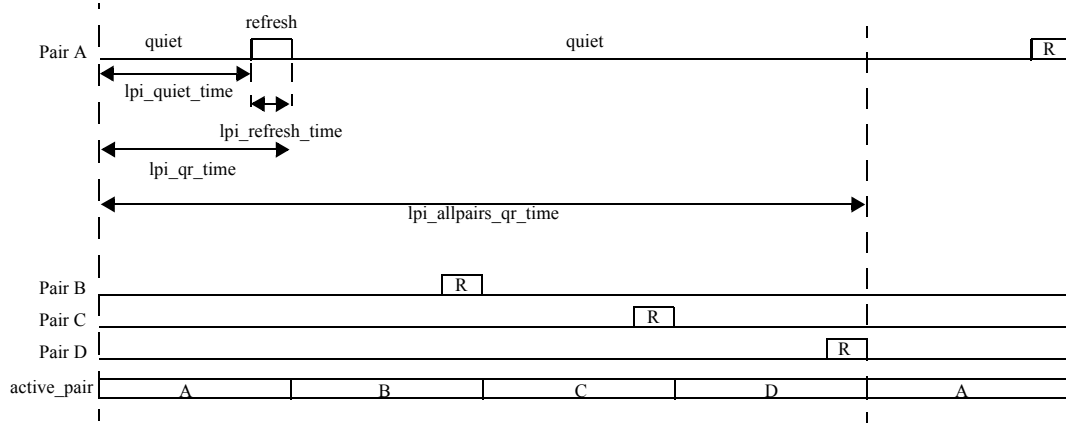 refresh
quiet quiet
Pair A R
lpi_quiet_time
lpi_refresh_time
lpi_qr_time
lpi_allpairs_qr_time
Pair B R
Pair C R
Pair D R
active_pair A B C D A